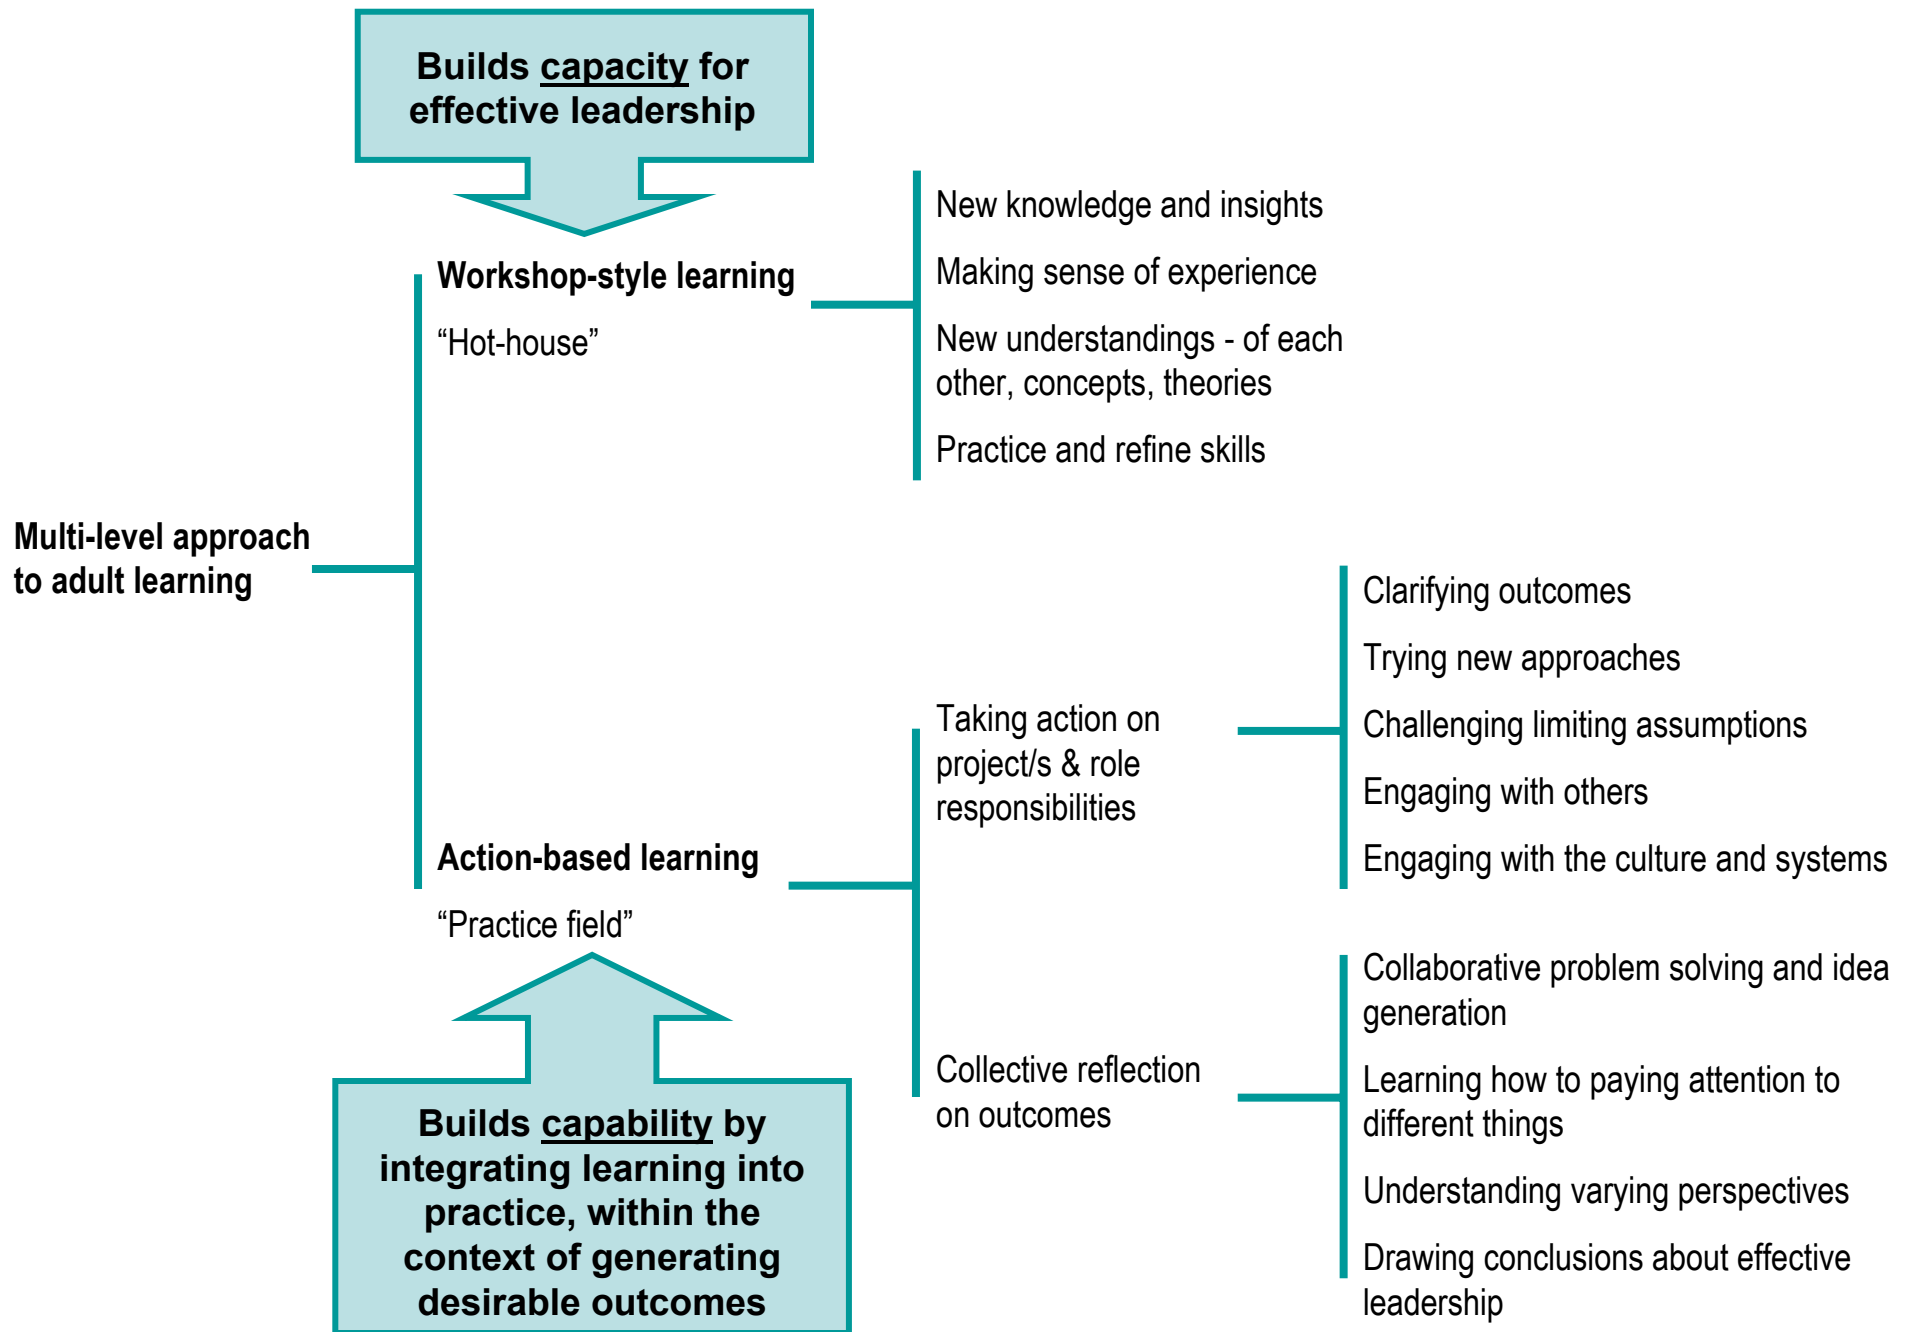 Builds capacity for
effective leadership
Workshop-style learning
“Hot-house”
New knowledge and insights
Making sense of experience
New understandings - of each
other, concepts, theories
Practice and refine skills
Multi-level approach
to adult learning
Action-based learning
“Practice field”
Taking action on
project/s & role
responsibilities
Clarifying outcomes
Trying new approaches
Challenging limiting assumptions
Engaging with others
Engaging with the culture and systems
Collective reflection
on outcomes
Collaborative problem solving and idea
generation
Learning how to paying attention to
different things
Understanding varying perspectives
Drawing conclusions about effective
leadership
Builds capability by
integrating learning into
practice, within the
context of generating
desirable outcomes